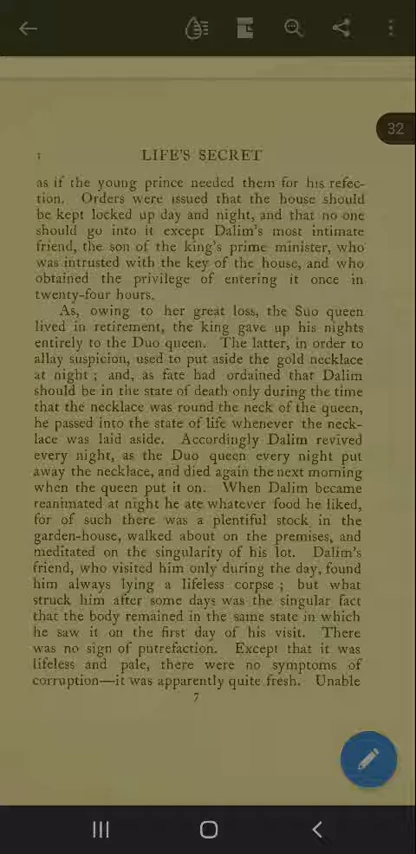 32
1 LIFE'S SECRET
as if the young prince needed them for his refec-
tion. Orders were issued that the house should
be kept locked up day and night, and that no one
should go into it except Dalim's most intimate
friend, the son of the king's prime minister, who
was intrusted with the key of the house, and who
obtained the privilege of entering it once in
twenty-four hours.
As, owing to her great loss, the Suo queen
lived in retirement, the king gave up his nights
entirely to the Duo queen. The latter, in order to
allay suspicion, used to put aside the gold necklace
at night ; and, as fate had ordained that Dalim
should be in the state of death only during the time
that the necklace was round the neck of the queen,
he passed into the state of life whenever the neck-
lace was laid aside. Accordingly Dalim revived
every night, as the Duo queen every night put
away the necklace, and died again the next morning
when the queen put it on. When Dalim became
reanimated at night he ate whatever food he liked,
for of such there was a plentiful stock in the
garden-house, walked about on the premises, and
meditated on the singularity of his lot. Dalim's
friend, who visited him only during the day, found
him always lying a lifeless corpse ; but what
struck him after some days was the singular fact
that the body remained in the same state in which
he saw it on the first day of his visit. There
was no sign of putrefaction. Except that it was
lifeless and pale, there were no symptoms of
corruption—it was apparently quite fresh. Unable
7